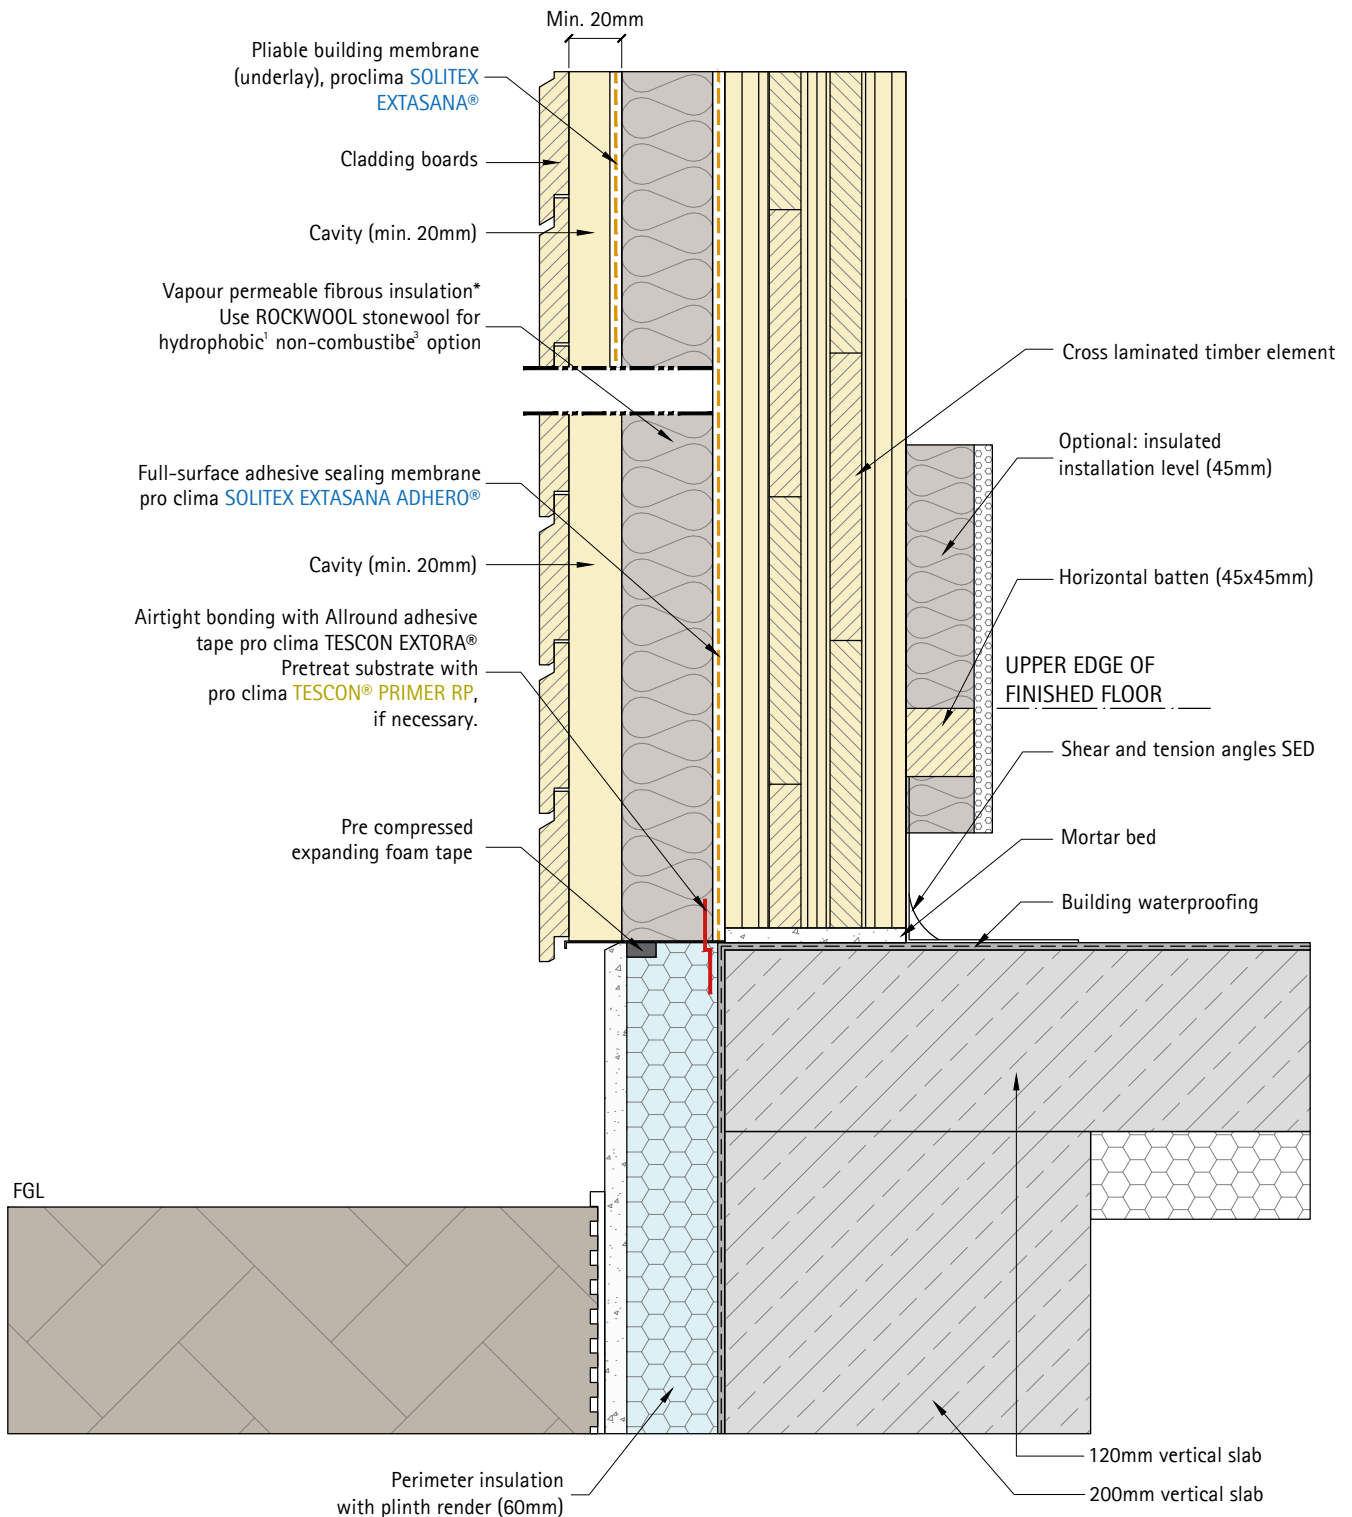 Min. 20mm
Pliable building membrane
(underlay), proclima SOLITEX
EXTASANA®
Cladding boards
Cavity (min. 20mm)
Vapour permeable fibrous insulation*
Use ROCKWOOL stonewool for
hydrophobic¹ non-combustibe³ option
Full-surface adhesive sealing membrane
pro clima SOLITEX EXTASANA ADHERO®
Cavity (min. 20mm)
Airtight bonding with Allround adhesive
tape pro clima TESCON EXTORA®
Pretreat substrate with
pro clima TESCON® PRIMER RP,
if necessary.
Pre compressed
expanding foam tape
Cross laminated timber element
Optional: insulated
installation level (45mm)
Horizontal batten (45x45mm)
UPPER EDGE OF
FINISHED FLOOR
Shear and tension angles SED
Mortar bed
Building waterproofing
FGL
Perimeter insulation
with plinth render (60mm)
120mm vertical slab
200mm vertical slab